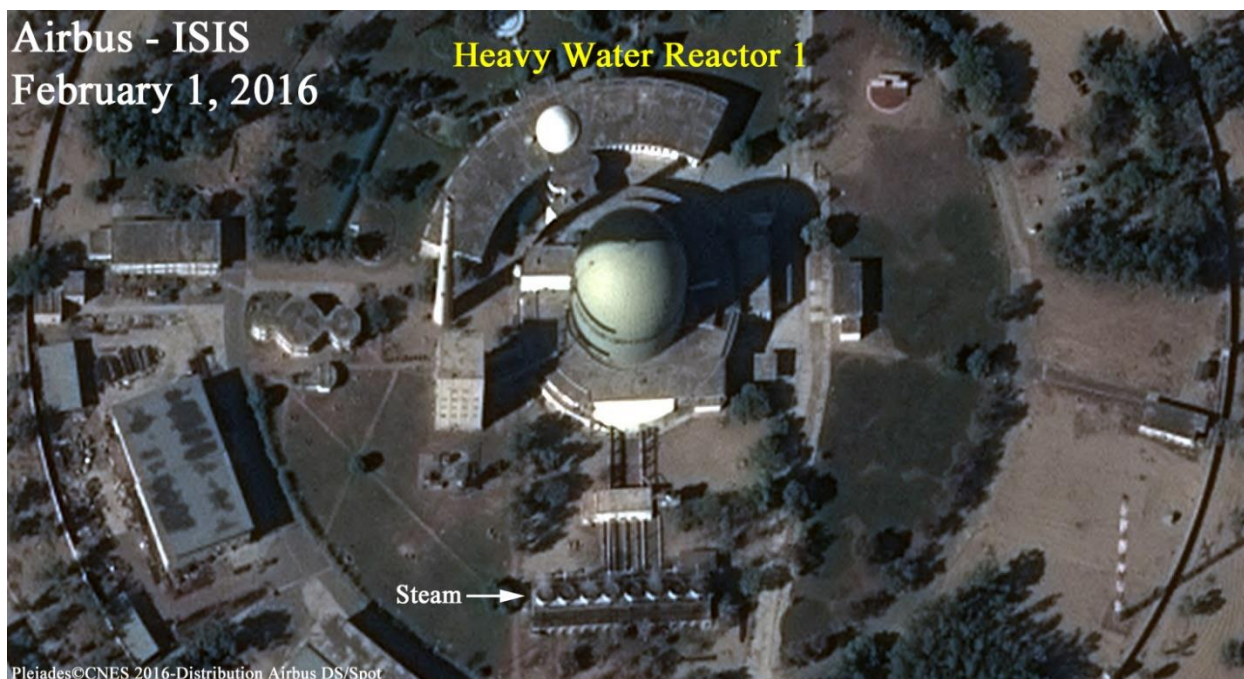 Airbus - ISIS
February 1, 2016
Heavy Water Reactor 1
Steam
Pleiades©CNES 2016-Distribution Airbus DS/Spot